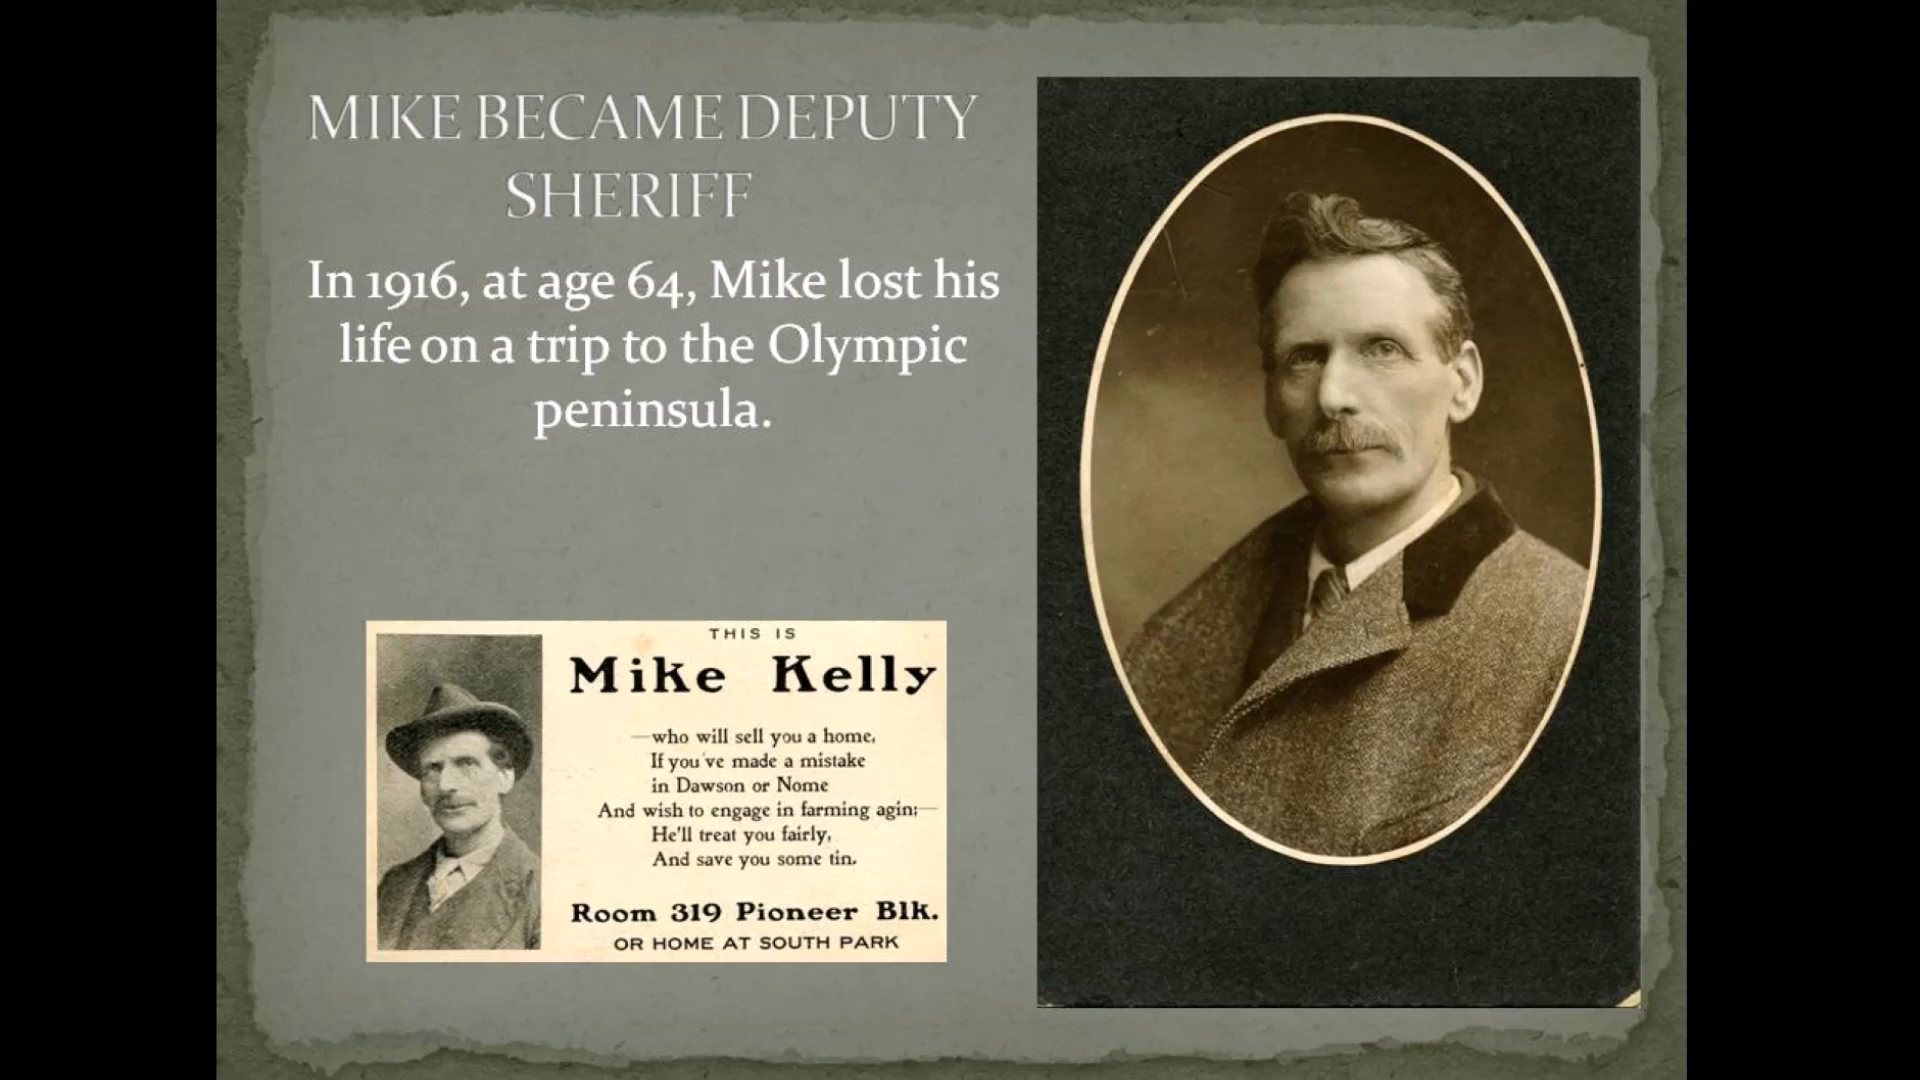 MIKE BECAME DEPUTY
SHERIFF
In 1916, at age 64, Mike lost his
life on a trip to the Olympic
peninsula.
THIS IS
Mike Kelly
—who will sell you a home,
If you've made a mistake
in Dawson or Nome
And wish to engage in farming agin;—
He'll treat you fairly,
And save you some tin.
Room 319 Pioneer Blk.
OR HOME AT SOUTH PARK